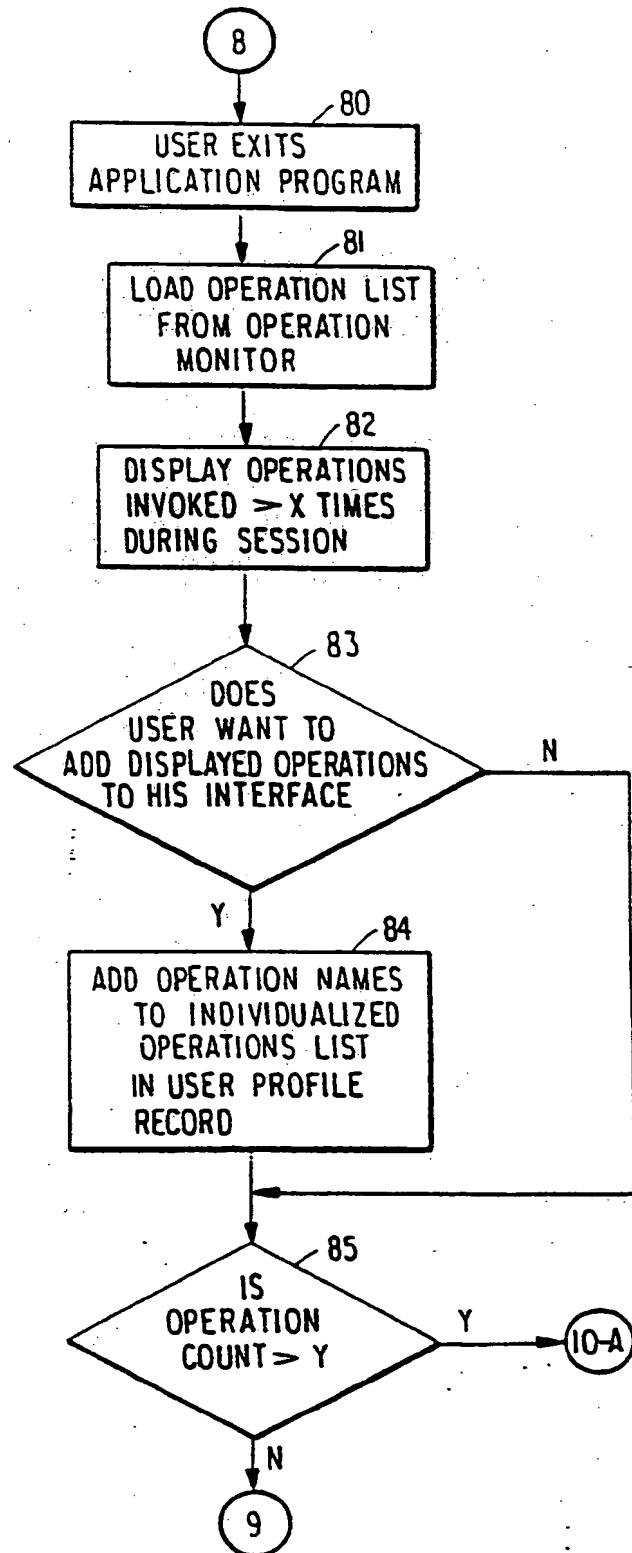 8
80
USER EXITS
APPLICATION PROGRAM
81
LOAD OPERATION LIST
FROM OPERATION
MONITOR
82
DISPLAY OPERATIONS
INVOKED > X TIMES
DURING SESSION
83
DOES
USER WANT TO
ADD DISPLAYED OPERATIONS
TO HIS INTERFACE
N
Y
84
ADD OPERATION NAMES
TO INDIVIDUALIZED
OPERATIONS LIST
IN USER PROFILE
RECORD
85
IS
OPERATION
COUNT > Y
Y
10-A
N
9